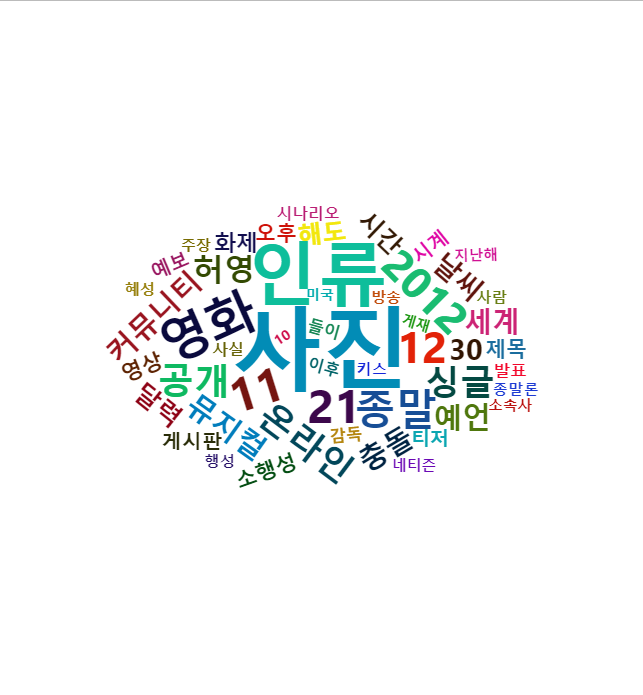 시나리오
오후
해도
시간
시계
지난해
주장
화제
예보
허영
인류
2012
날씨
사람
혜성
미국
방송
커뮤니티
영화
사진
들이
게재
세계
10
사실
12
30
제목
영상
공개
11
이후
키스
싱글
발표
종말론
달력
뮤지컬
21
종말
예언
소속사
게시판
온라인
감독
충돌
티저
행성
소행성
네티즌